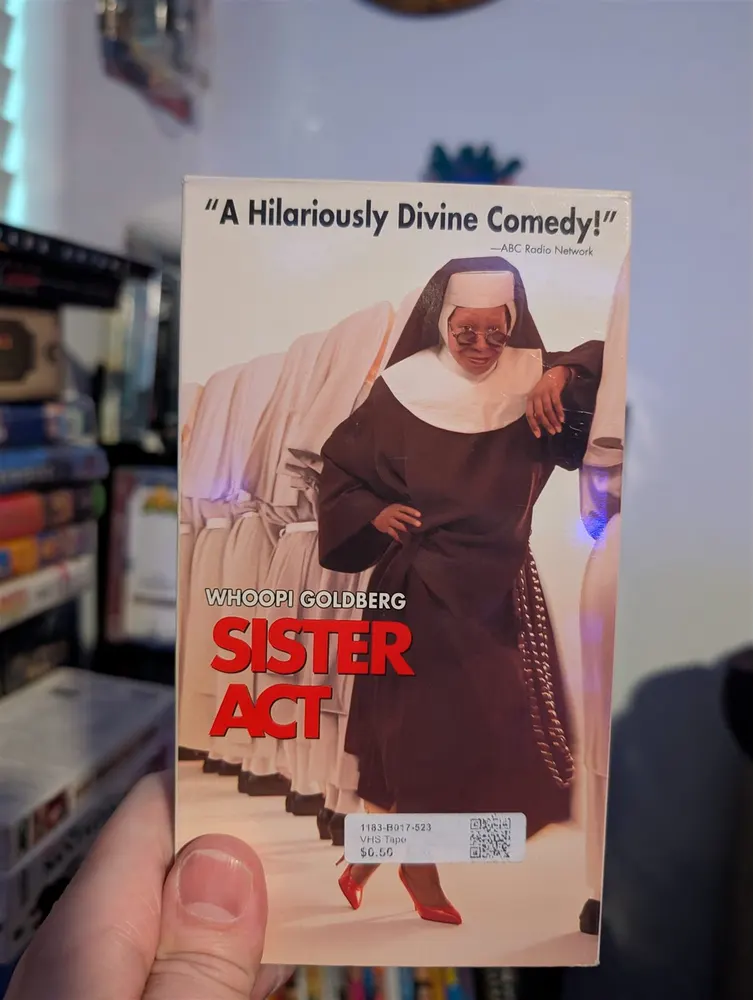 “A Hilariously Divine Comedy!”
—ABC Radio Network
WHOOPI GOLDBERG
SISTER
ACT
1183-B017-523
VHS Tape
$0.50